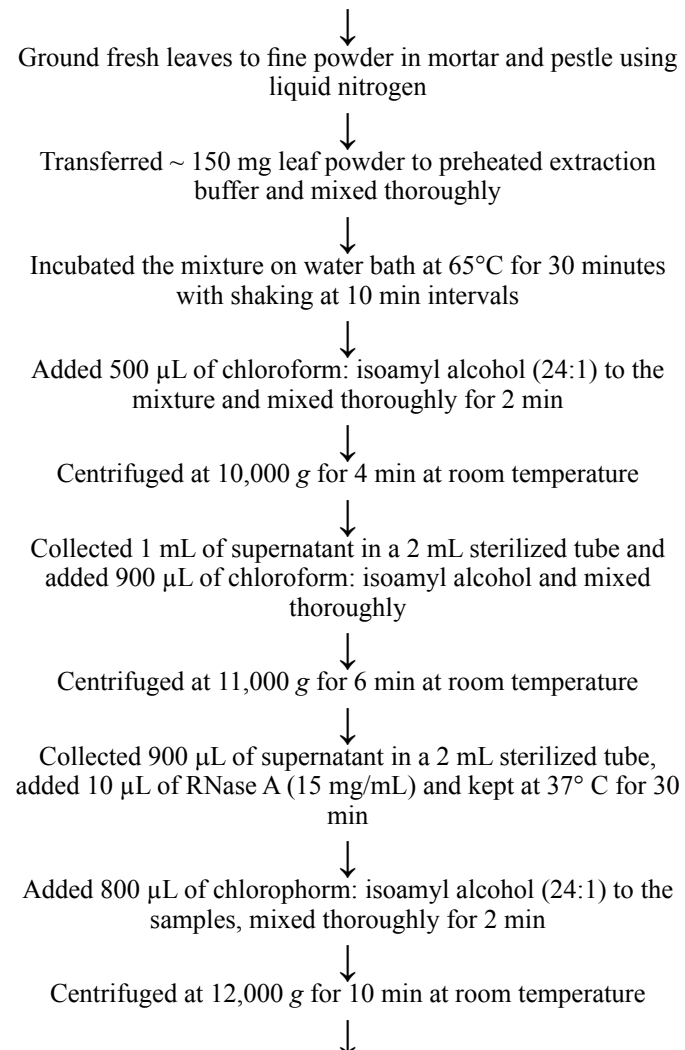 Ground fresh leaves to fine powder in mortar and pestle using
liquid nitrogen
Transferred ~ 150 mg leaf powder to preheated extraction
buffer and mixed thoroughly
Incubated the mixture on water bath at 65°C for 30 minutes
with shaking at 10 min intervals
Added 500 µL of chloroform: isoamyl alcohol (24:1) to the
mixture and mixed thoroughly for 2 min
Centrifuged at 10,000 g for 4 min at room temperature
Collected 1 mL of supernatant in a 2 mL sterilized tube and
added 900 µL of chloroform: isoamyl alcohol and mixed
thoroughly
Centrifuged at 11,000 g for 6 min at room temperature
Collected 900 µL of supernatant in a 2 mL sterilized tube,
added 10 µL of RNase A (15 mg/mL) and kept at 37° C for 30
min
Added 800 µL of chlorophorm: isoamyl alcohol (24:1) to the
samples, mixed thoroughly for 2 min
Centrifuged at 12,000 g for 10 min at room temperature